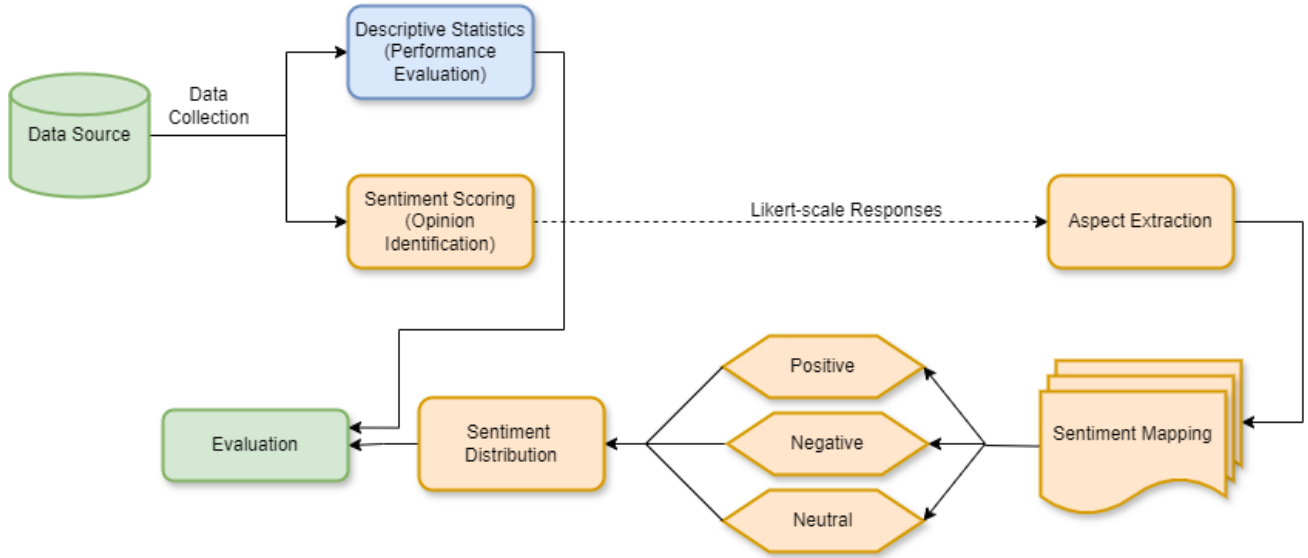 Descriptive Statistics
(Performance
Evaluation)
Data
Collection
Data Source
Sentiment Scoring
(Opinion
Identification)
Likert-scale Responses
Aspect Extraction
Positive
Negative
Neutral
Sentiment Mapping
Sentiment
Distribution
Evaluation